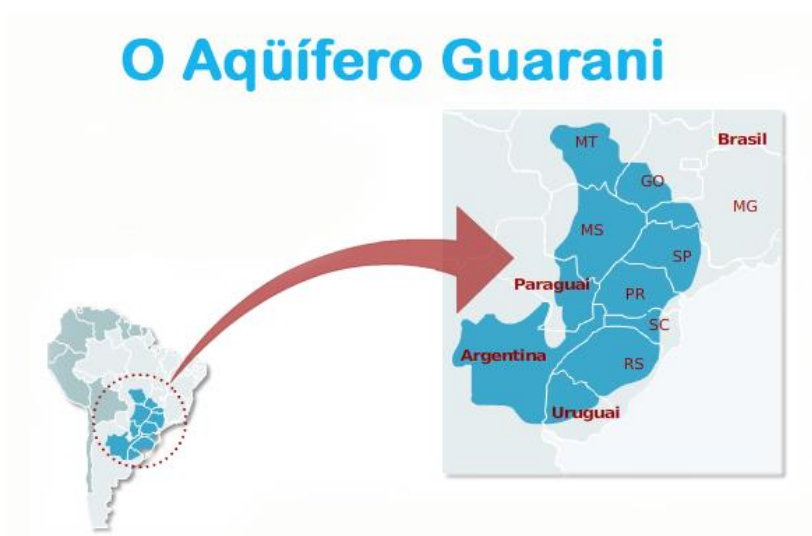 O Aqüífero Guarani
MT
Brasil
GO
MG
MS
SP
Paraguai
PR
SC
Argentina
RS
Uruguai